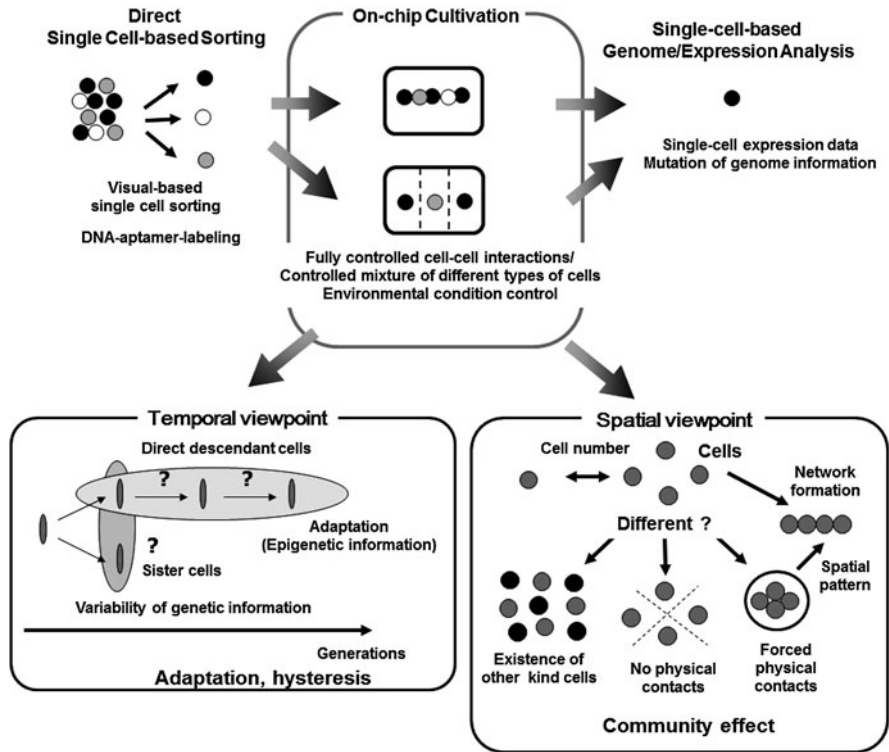 Direct
Single Cell-based Sorting
Visual-based
single cell sorting
DNA-aptamer-labeling
On-chip Cultivation
Fully controlled cell-cell interactions/
Controlled mixture of different types of cells
Environmental condition control
Single-cell-based
Genome/Expression Analysis
Single-cell expression data
Mutation of genome information
Temporal viewpoint
Direct descendant cells
?
?
?
Adaptation
(Epigenetic information)
Sister cells
Variability of genetic information
Generations
Adaptation, hysteresis
Spatial viewpoint
Cell number
Cells
Network
formation
Different ?
Spatial
pattern
Existence of
other kind cells
No physical
contacts
Forced
physical
contacts
Community effect